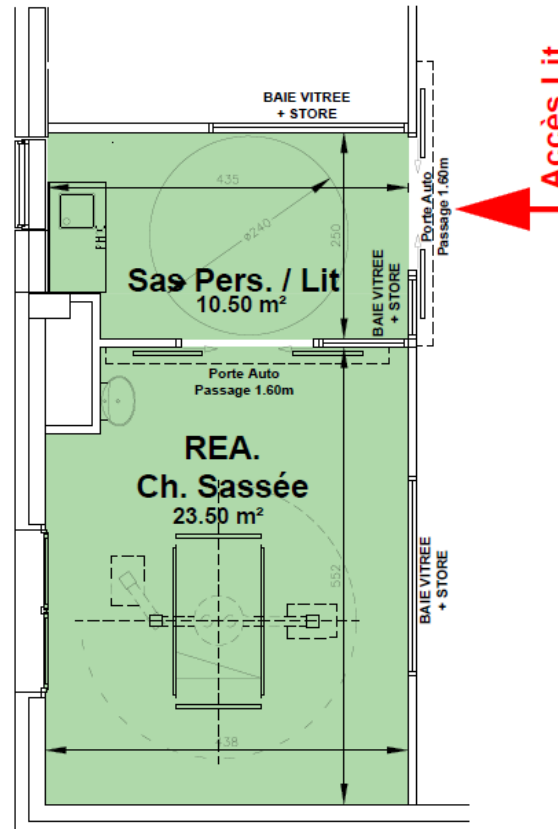 BAIE VITREE
+ STORE
Accès Lit
Porte Auto
Passage 1.60m
435
ø240
250
Sas Pers. / Lit
10.50 m²
BAIE VITREE
+ STORE
Porte Auto
Passage 1.60m
REA.
Ch. Sassée
23.50 m²
552
BAIE VITREE
+ STORE
438